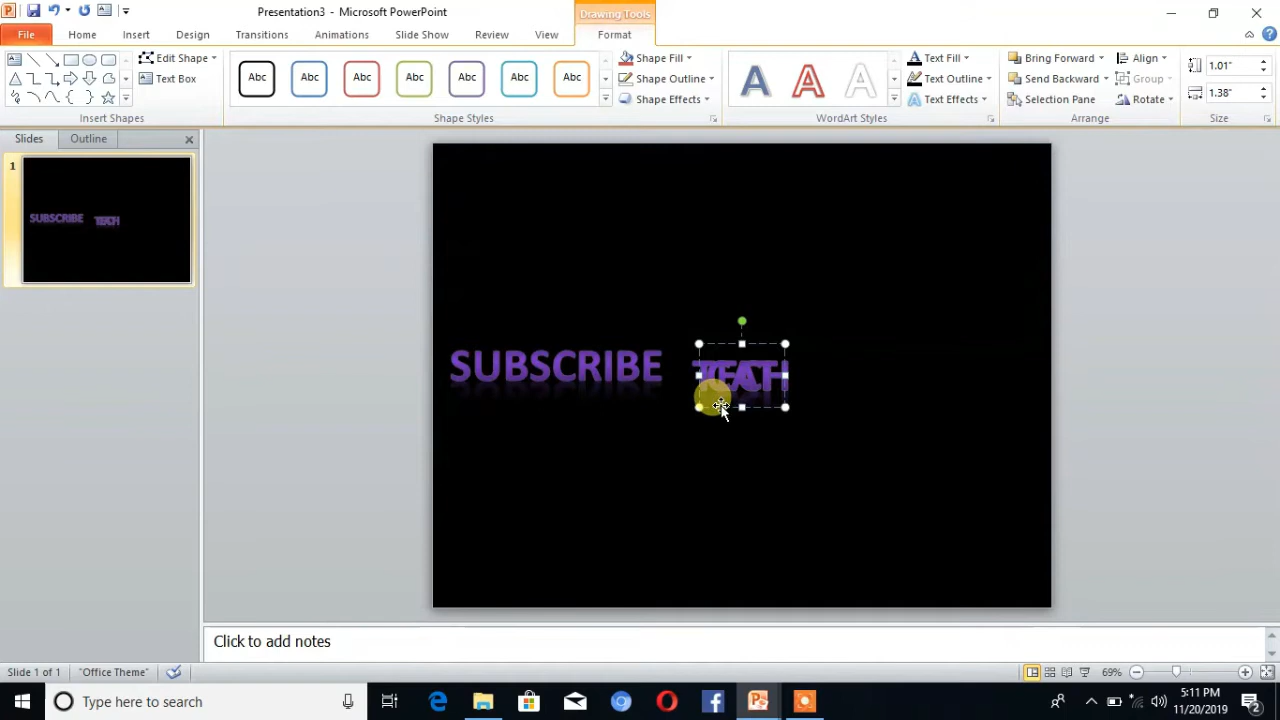 Presentation3 - Microsoft PowerPoint
Drawing Tools
File Home Insert Design Transitions Animations Slide Show Review View Format
Edit Shape
Text Box
Insert Shapes
Abc Abc Abc Abc Abc Abc Abc
Shape Fill
Shape Outline
Shape Effects
Shape Styles
A A A
Text Fill
Text Outline
Text Effects
WordArt Styles
Bring Forward
Send Backward
Selection Pane
Align
Group
Rotate
Arrange
1.01"
1.38"
Size
Slides Outline
1
SUBSCRIBE
SUBSCRIBE
Click to add notes
Slide 1 of 1 "Office Theme" 69%
Type here to search
5:11 PM
11/20/2019
2